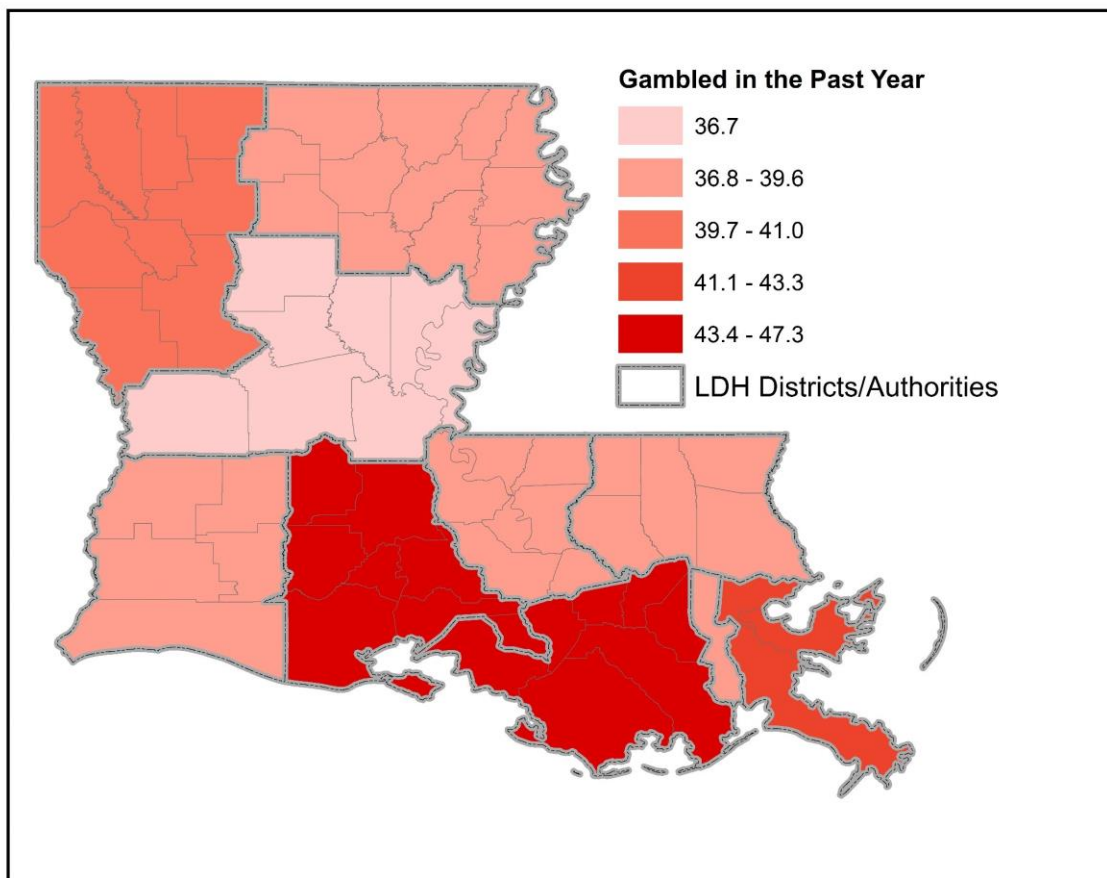 Gambled in the Past Year
36.7
36.8 - 39.6
39.7 - 41.0
41.1 - 43.3
43.4 - 47.3
LDH Districts/Authorities